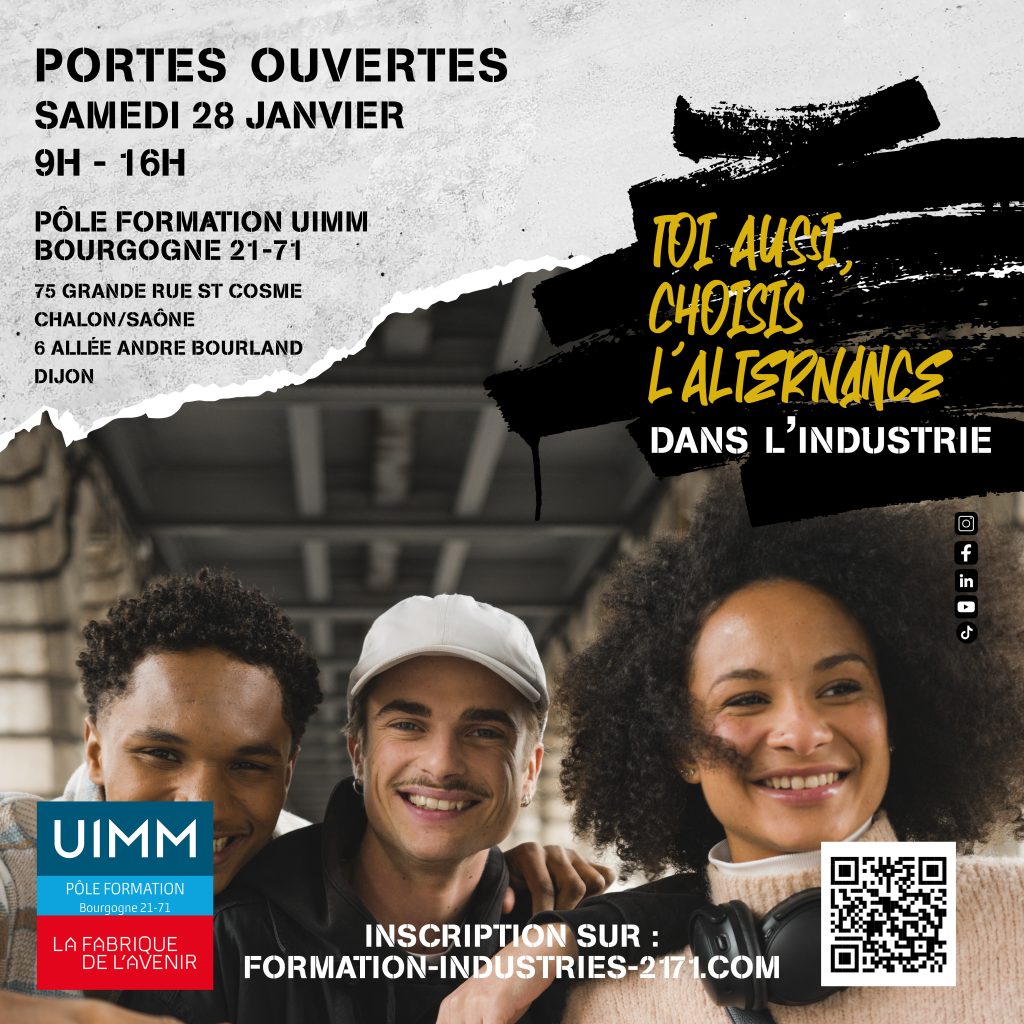 PORTES OUVERTES
SAMEDI 28 JANVIER
9H - 16H
PÔLE FORMATION UIMM
BOURGOGNE 21-71
75 GRANDE RUE ST COSME
CHALON/SAÔNE
6 ALLÉE ANDRE BOURLAND
DIJON
TOI AUSSI,
CHOISIS
L'ALTERNANCE
DANS L'INDUSTRIE
UIMM
PÔLE FORMATION
Bourgogne 21-71
LA FABRIQUE
DE L'AVENIR
INSCRIPTION SUR :
FORMATION-INDUSTRIES-2171.COM